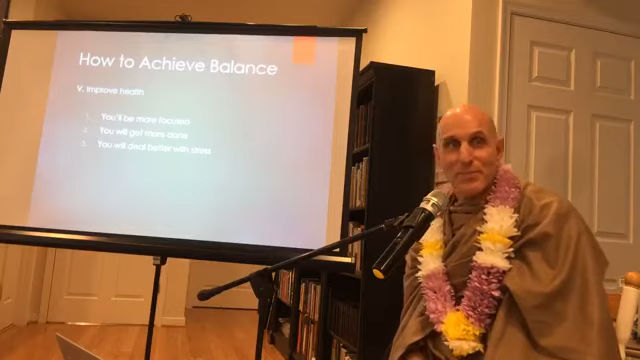 How to Achieve Balance
V. Improve health
1. You'll be more focused
2. You will get more done
3. You will deal better with stress